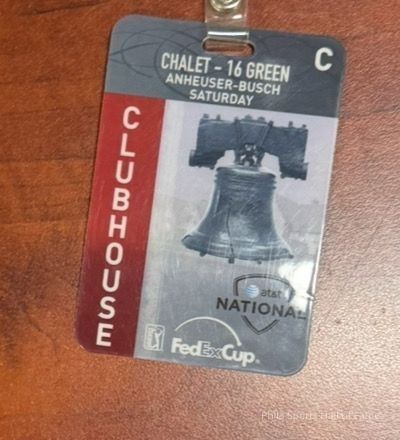 C
CHALET - 16 GREEN
ANHEUSER-BUSCH
SATURDAY
CLUBHOUSE
at&t
NATIONAL
FedExCup